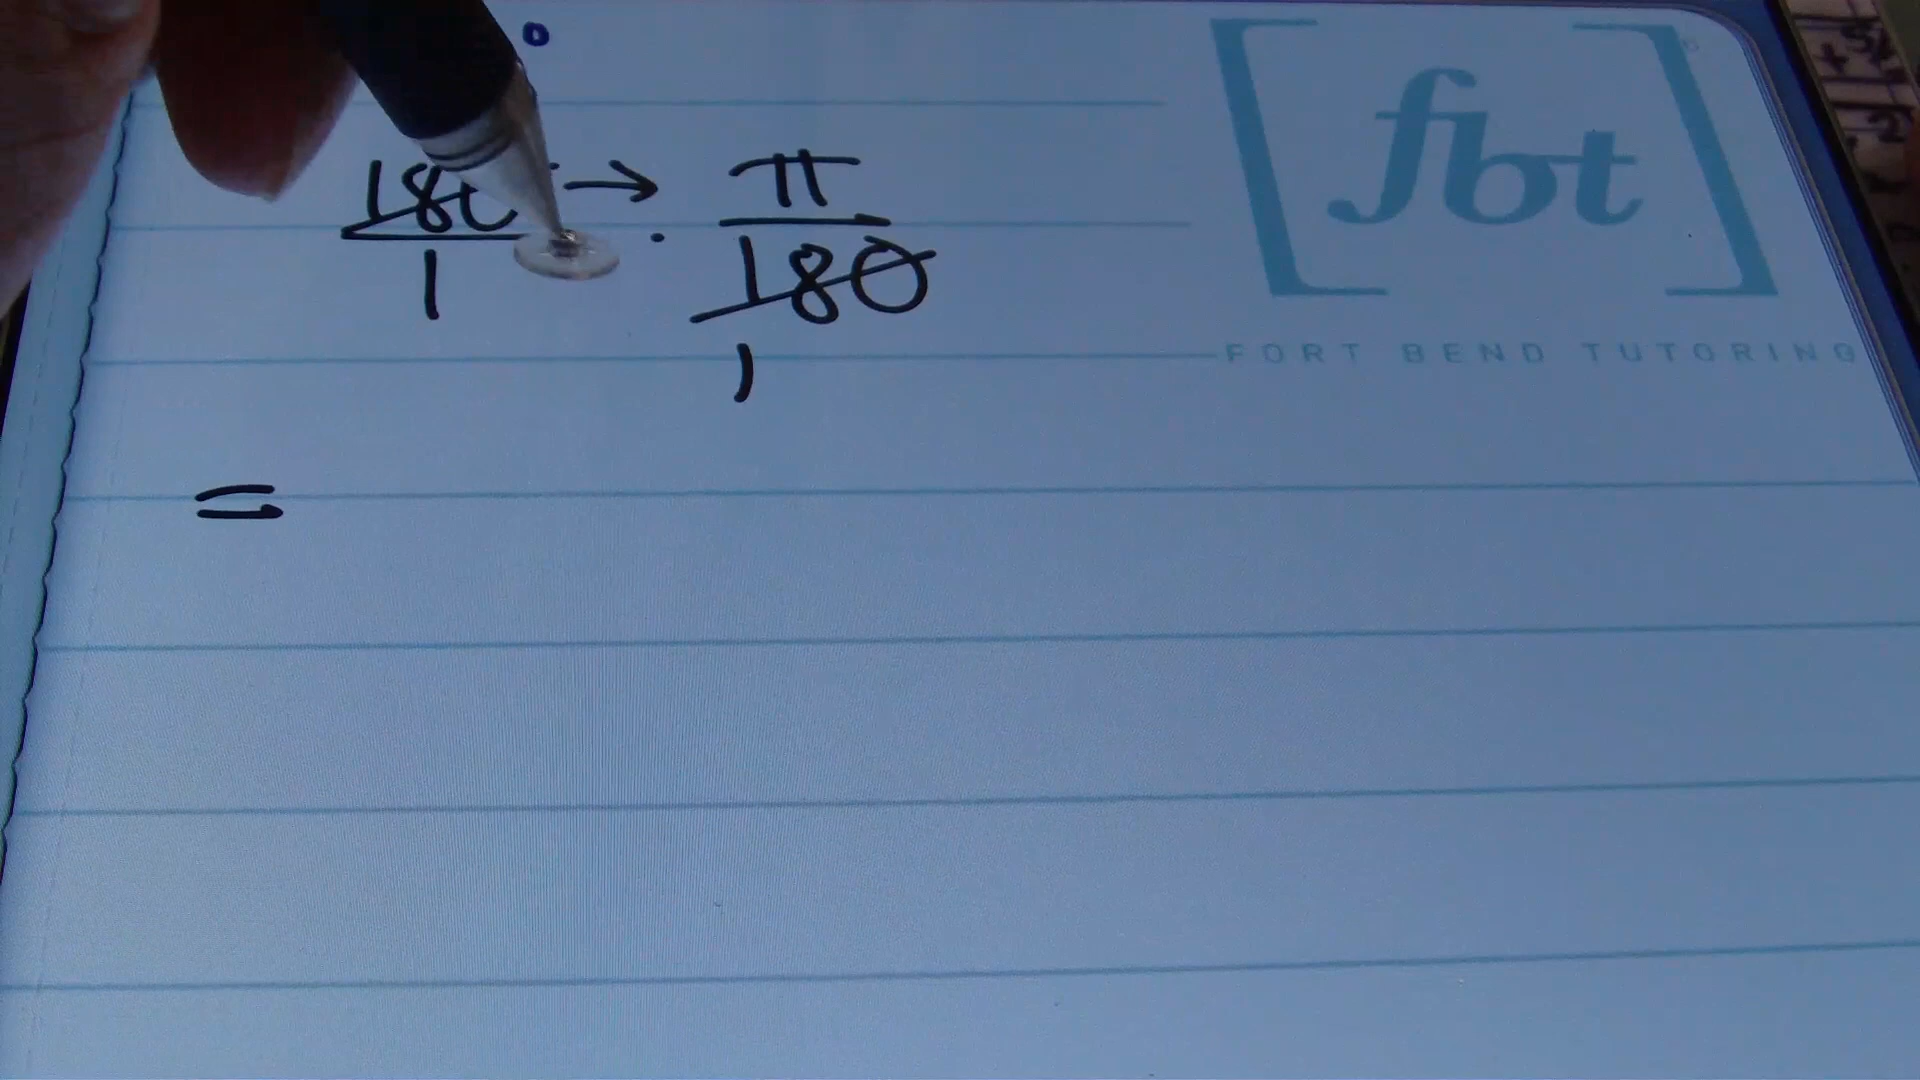 180 → π
1 · 180
1
=
[fbt]
FORT BEND TUTORING